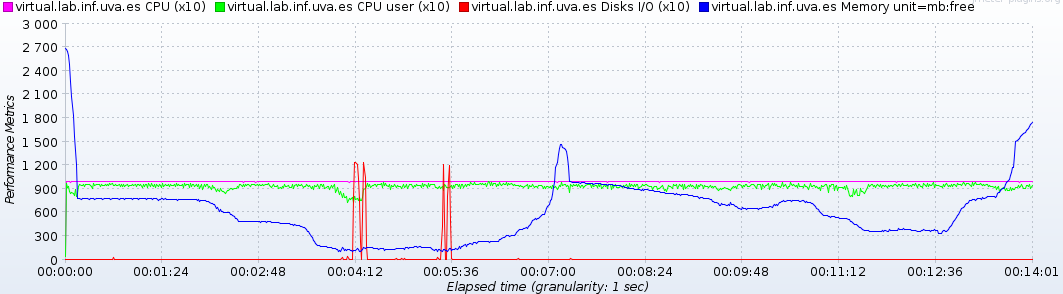 virtual.lab.inf.uva.es CPU (x10) virtual.lab.inf.uva.es CPU user (x10) virtual.lab.inf.uva.es Disks I/O (x10) virtual.lab.inf.uva.es Memory unit=mb:free
3 000
2 700
2 400
2 100
1 800
1 500
1 200
900
600
300
0
Performance Metrics
00:00:00 00:01:24 00:02:48 00:04:12 00:05:36 00:07:00 00:08:24 00:09:48 00:11:12 00:12:36 00:14:01
Elapsed time (granularity: 1 sec)